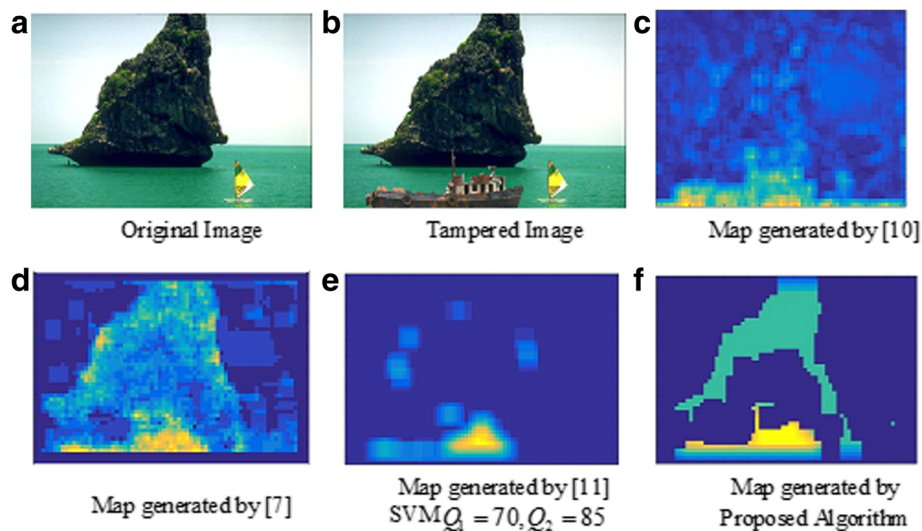 a
b
c
Original Image
Tampered Image
Map generated by [10]
d
e
f
Map generated by [7]
Map generated by [11]
SVM Q₁ = 70, Q₂ = 85
Map generated by
Proposed Algorithm